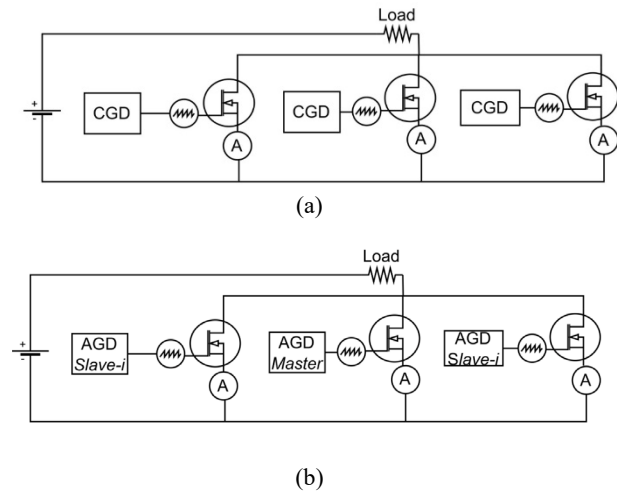 Load
+
-
CGD
CGD
CGD
A
A
A
(a)
Load
+
-
AGD
Slave-i
AGD
Master
AGD
Slave-i
A
A
A
(b)